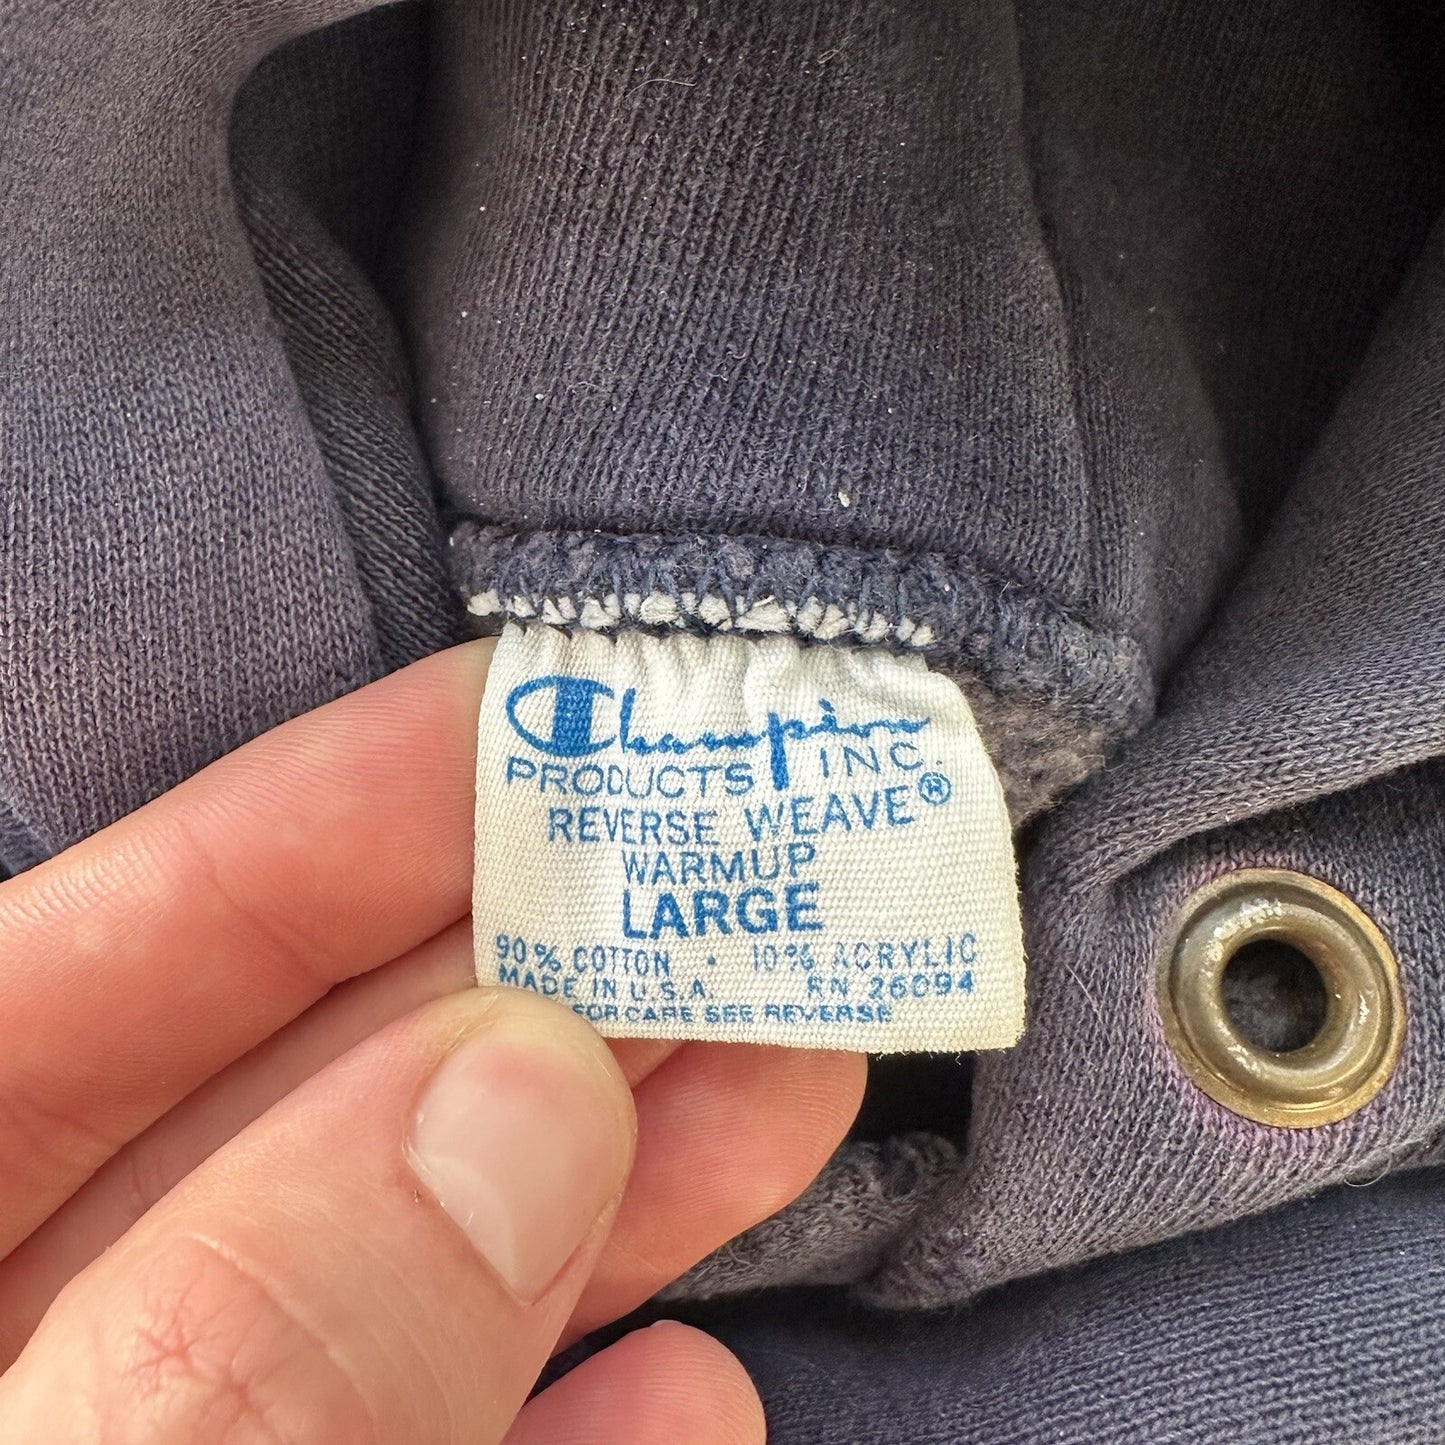 Champion
PRODUCTS INC.
REVERSE WEAVE®
WARMUP
LARGE
90% COTTON · 10% ACRYLIC
MADE IN U.S.A. RN 26094
FOR CARE SEE REVERSE